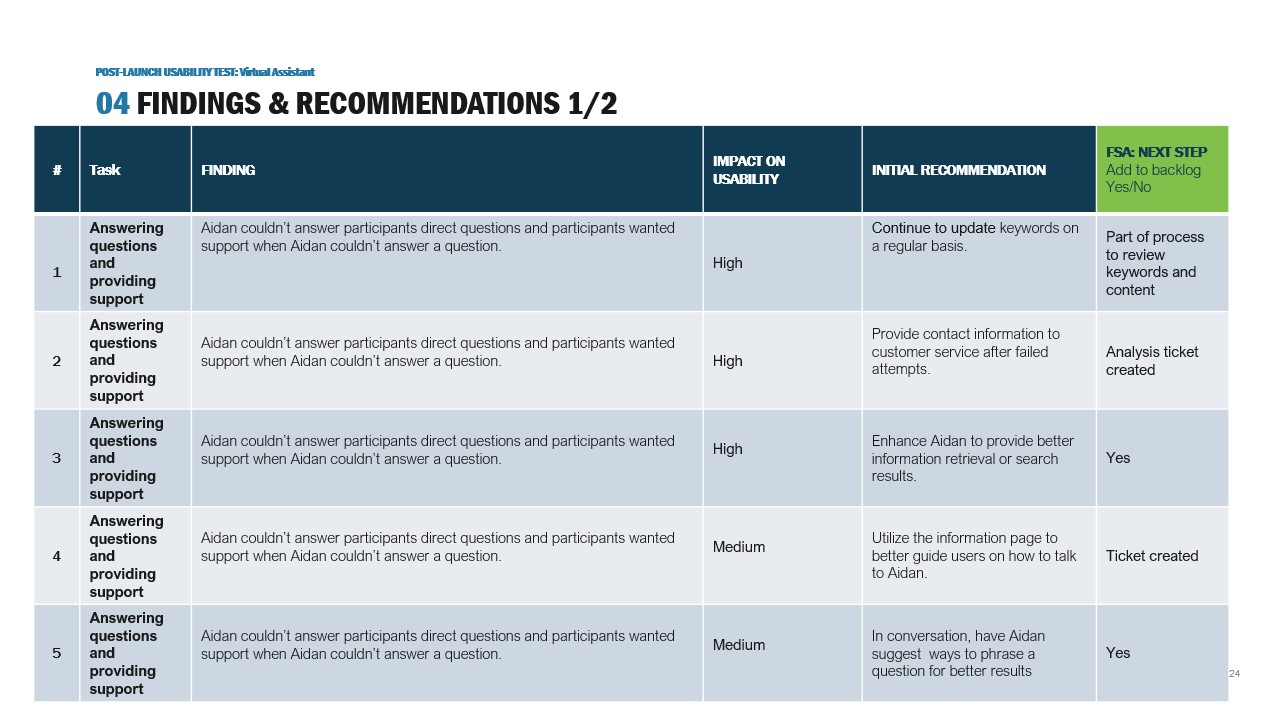 POST-LAUNCH USABILITY TEST: Virtual Assistant
04 FINDINGS & RECOMMENDATIONS 1/2
#
Task
FINDING
IMPACT ON
USABILITY
INITIAL RECOMMENDATION
FSA: NEXT STEP
Add to backlog
Yes/No
1
Answering
questions
and
providing
support
Aidan couldn’t answer participants direct questions and participants wanted
support when Aidan couldn’t answer a question.
High
Continue to update keywords on
a regular basis.
Part of process
to review
keywords and
content
2
Answering
questions
and
providing
support
Aidan couldn’t answer participants direct questions and participants wanted
support when Aidan couldn’t answer a question.
High
Provide contact information to
customer service after failed
attempts.
Analysis ticket
created
3
Answering
questions
and
providing
support
Aidan couldn’t answer participants direct questions and participants wanted
support when Aidan couldn’t answer a question.
High
Enhance Aidan to provide better
information retrieval or search
results.
Yes
4
Answering
questions
and
providing
support
Aidan couldn’t answer participants direct questions and participants wanted
support when Aidan couldn’t answer a question.
Medium
Utilize the information page to
better guide users on how to talk
to Aidan.
Ticket created
5
Answering
questions
and
providing
support
Aidan couldn’t answer participants direct questions and participants wanted
support when Aidan couldn’t answer a question.
Medium
In conversation, have Aidan
suggest  ways to phrase a
question for better results
Yes
24